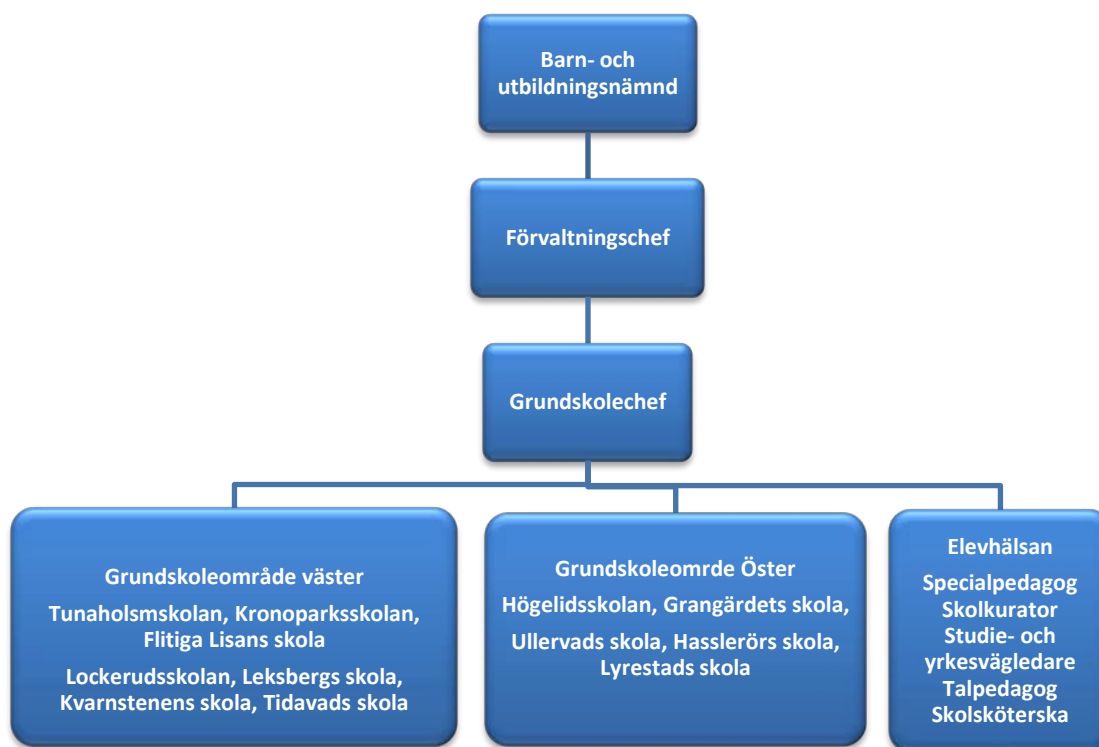 Barn- och
utbildningsnämnd
Förvaltningschef
Grundskolechef
Grundskoleområde väster
Tunaholsmskolan, Kronoparksskolan,
Flitiga Lisans skola
Lockerudsskolan, Leksbergs skola,
Kvarnstenens skola, Tidavads skola
Grundskoleomrde Öster
Högelidsskolan, Grangärdets skola,
Ullervads skola, Hasslerörs skola,
Lyrestads skola
Elevhälsan
Specialpedagog
Skolkurator
Studie- och
yrkesvägledare
Talpedagog
Skolsköterska